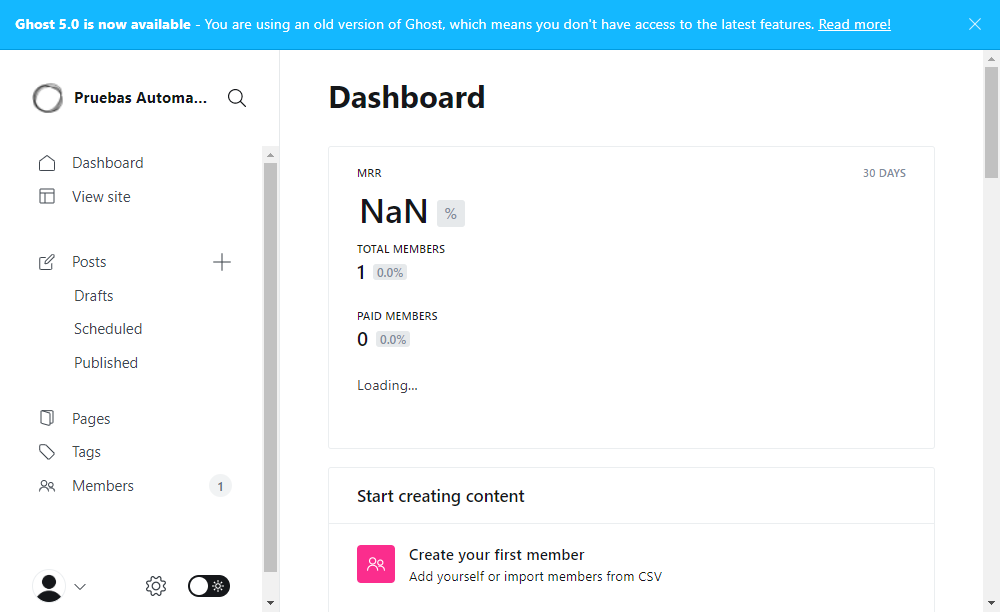 Ghost 5.0 is now available - You are using an old version of Ghost, which means you don't have access to the latest features. Read more!
Pruebas Automa...
Dashboard
View site
Posts
Drafts
Scheduled
Published
Pages
Tags
Members 1
Dashboard
MRR 30 DAYS
NaN %
TOTAL MEMBERS
1 0.0%
PAID MEMBERS
0 0.0%
Loading...
Start creating content
Create your first member
Add yourself or import members from CSV